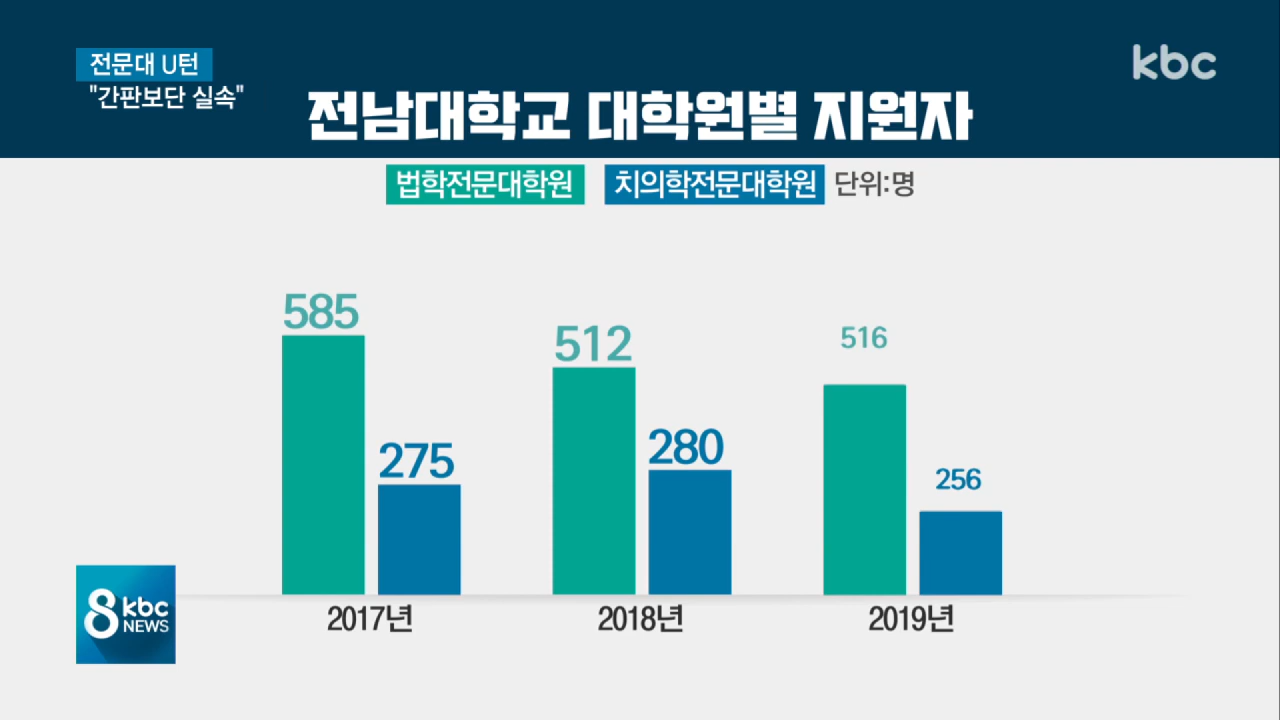 전문대 U턴
"간판보단 실속"
kbc
전남대학교 대학원별 지원자
법학전문대학원 치의학전문대학원 단위:명
585
275
512
280
516
256
2017년 2018년 2019년
8 kbc
NEWS